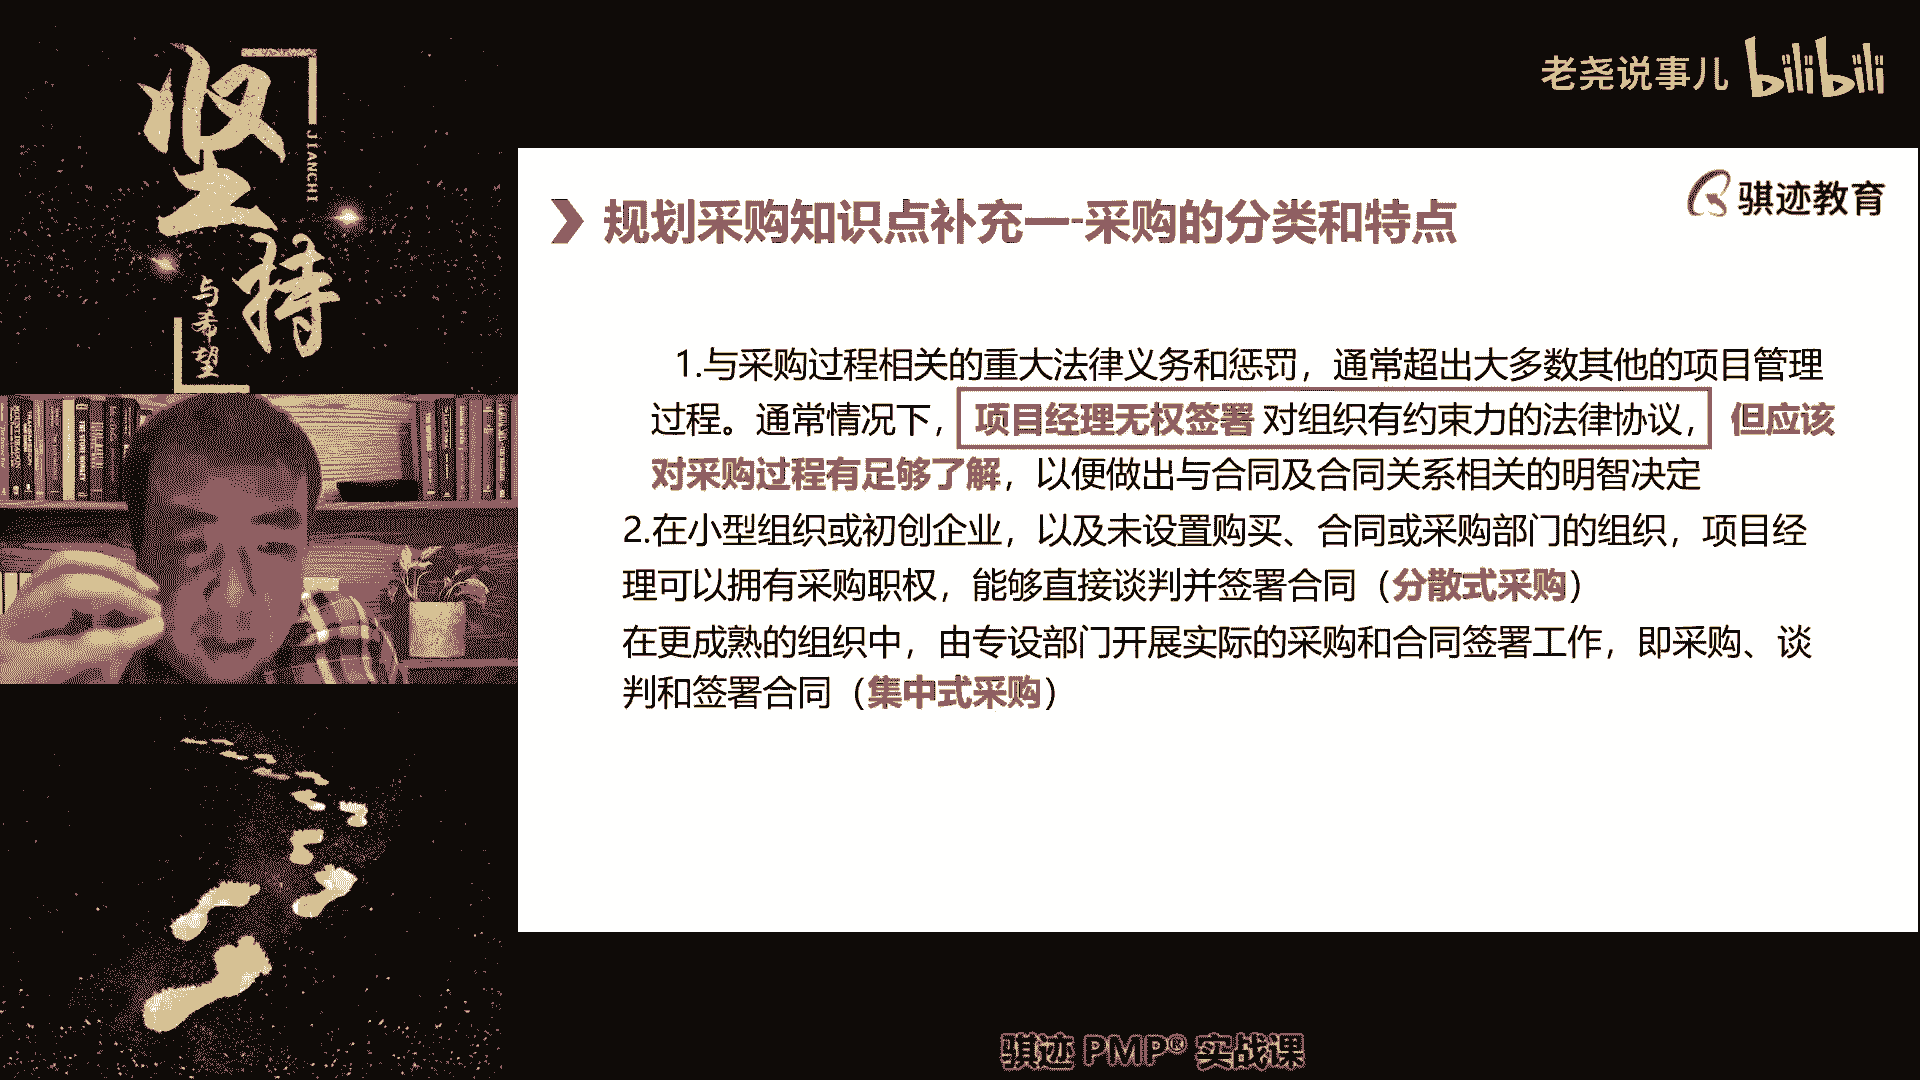 坚持
JIANCHI
与希望
老尧说事儿 bilibili
骐迹教育
规划采购知识点补充一-采购的分类和特点
1.与采购过程相关的重大法律义务和惩罚，通常超出大多数其他的项目管理
过程。通常情况下，项目经理无权签署 对组织有约束力的法律协议，但应该
对采购过程有足够了解，以便做出与合同及合同关系相关的明智决定
2.在小型组织或初创企业，以及未设置购买、合同或采购部门的组织，项目经
理可以拥有采购职权，能够直接谈判并签署合同（分散式采购）
在更成熟的组织中，由专设部门开展实际的采购和合同签署工作，即采购、谈
判和签署合同（集中式采购）
骐迹 PMP® 实战课